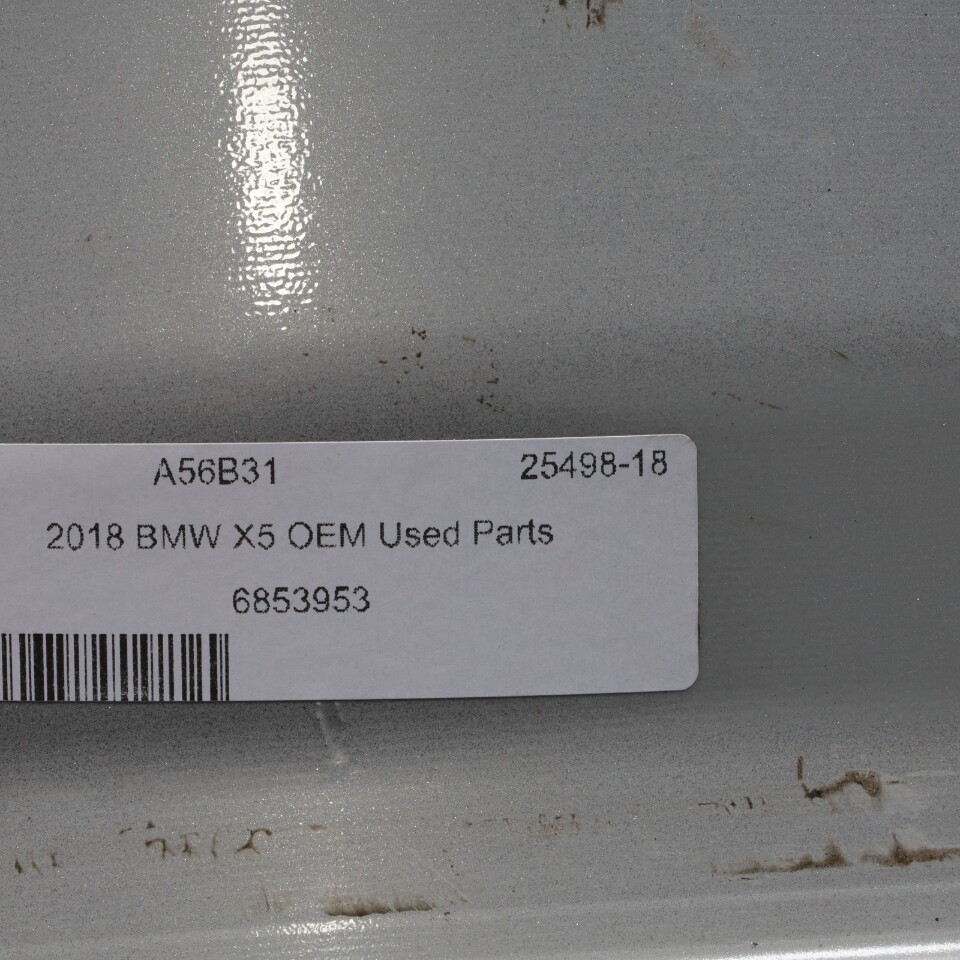 A56B31 25498-18
2018 BMW X5 OEM Used Parts
6853953